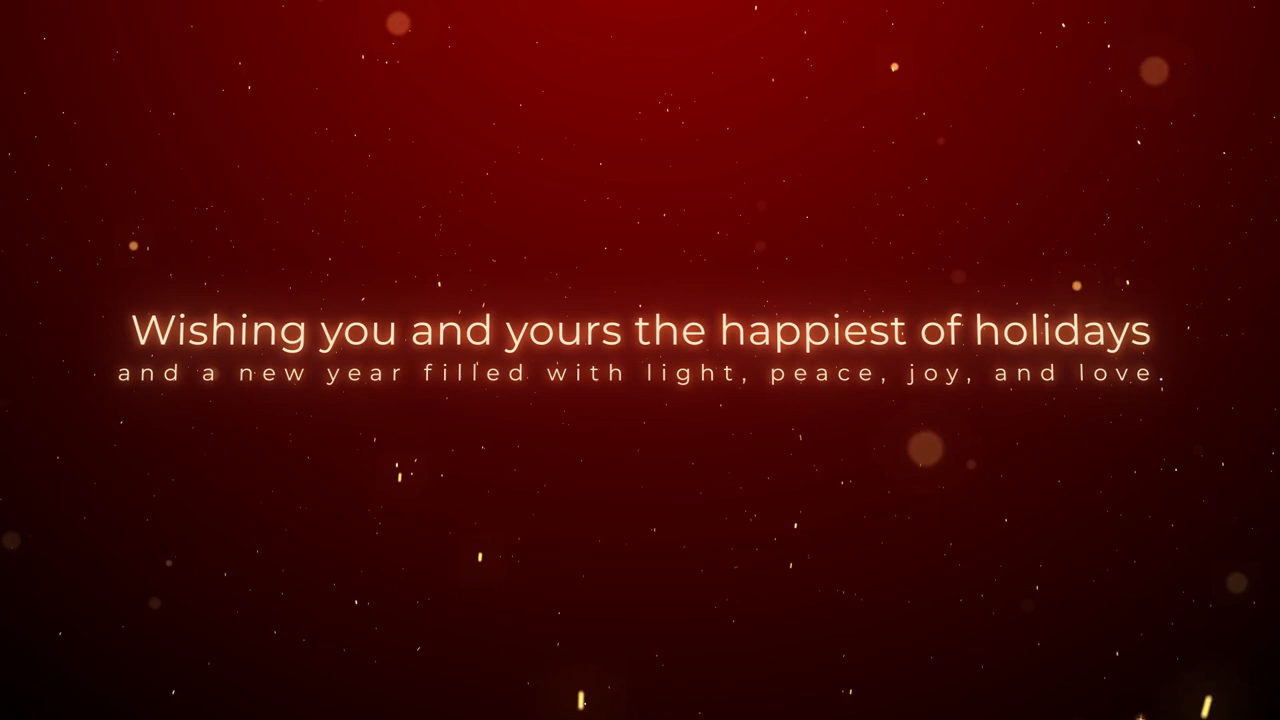 Wishing you and yours the happiest of holidays
and a new year filled with light, peace, joy, and love.